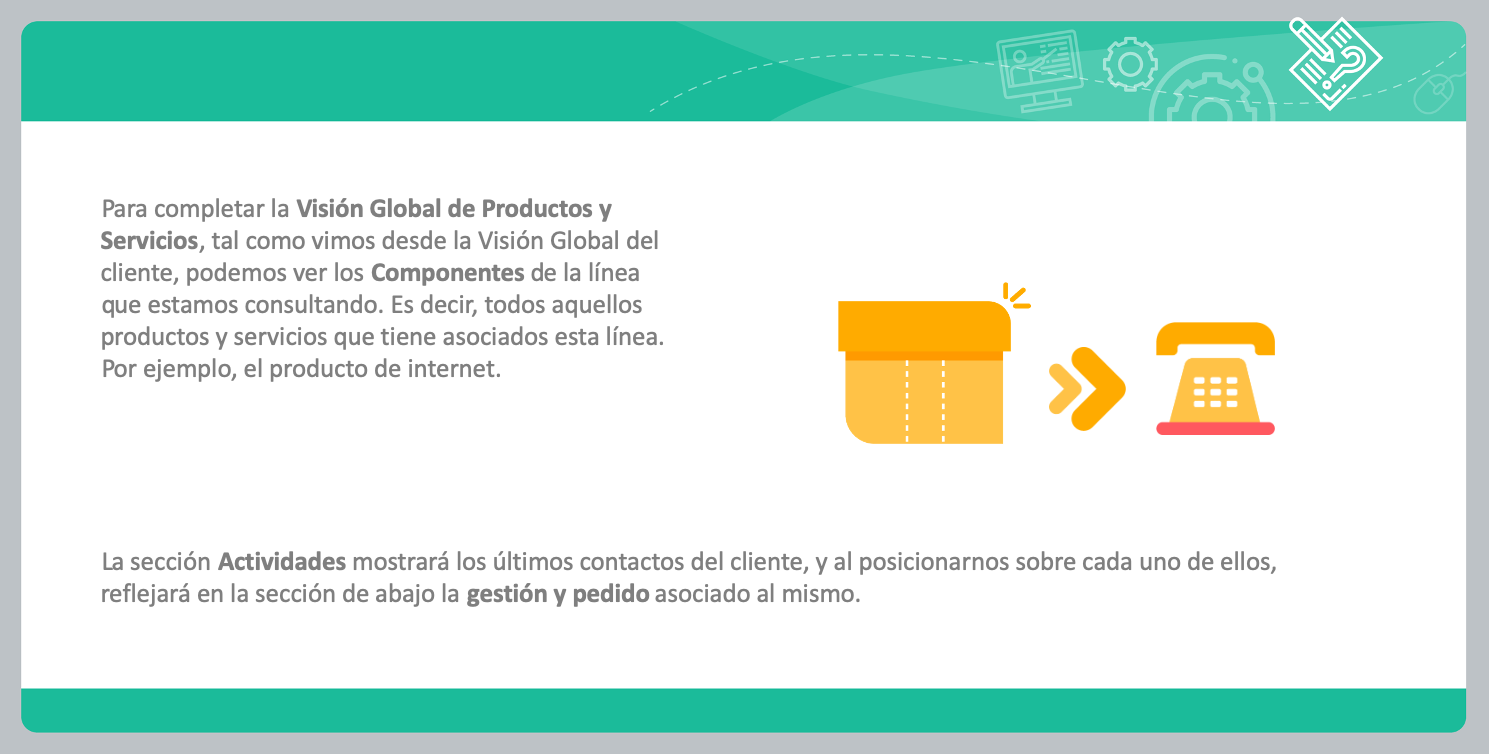 Para completar la Visión Global de Productos y
Servicios, tal como vimos desde la Visión Global del
cliente, podemos ver los Componentes de la línea
que estamos consultando. Es decir, todos aquellos
productos y servicios que tiene asociados esta línea.
Por ejemplo, el producto de internet.
La sección Actividades mostrará los últimos contactos del cliente, y al posicionarnos sobre cada uno de ellos,
reflejará en la sección de abajo la gestión y pedido asociado al mismo.